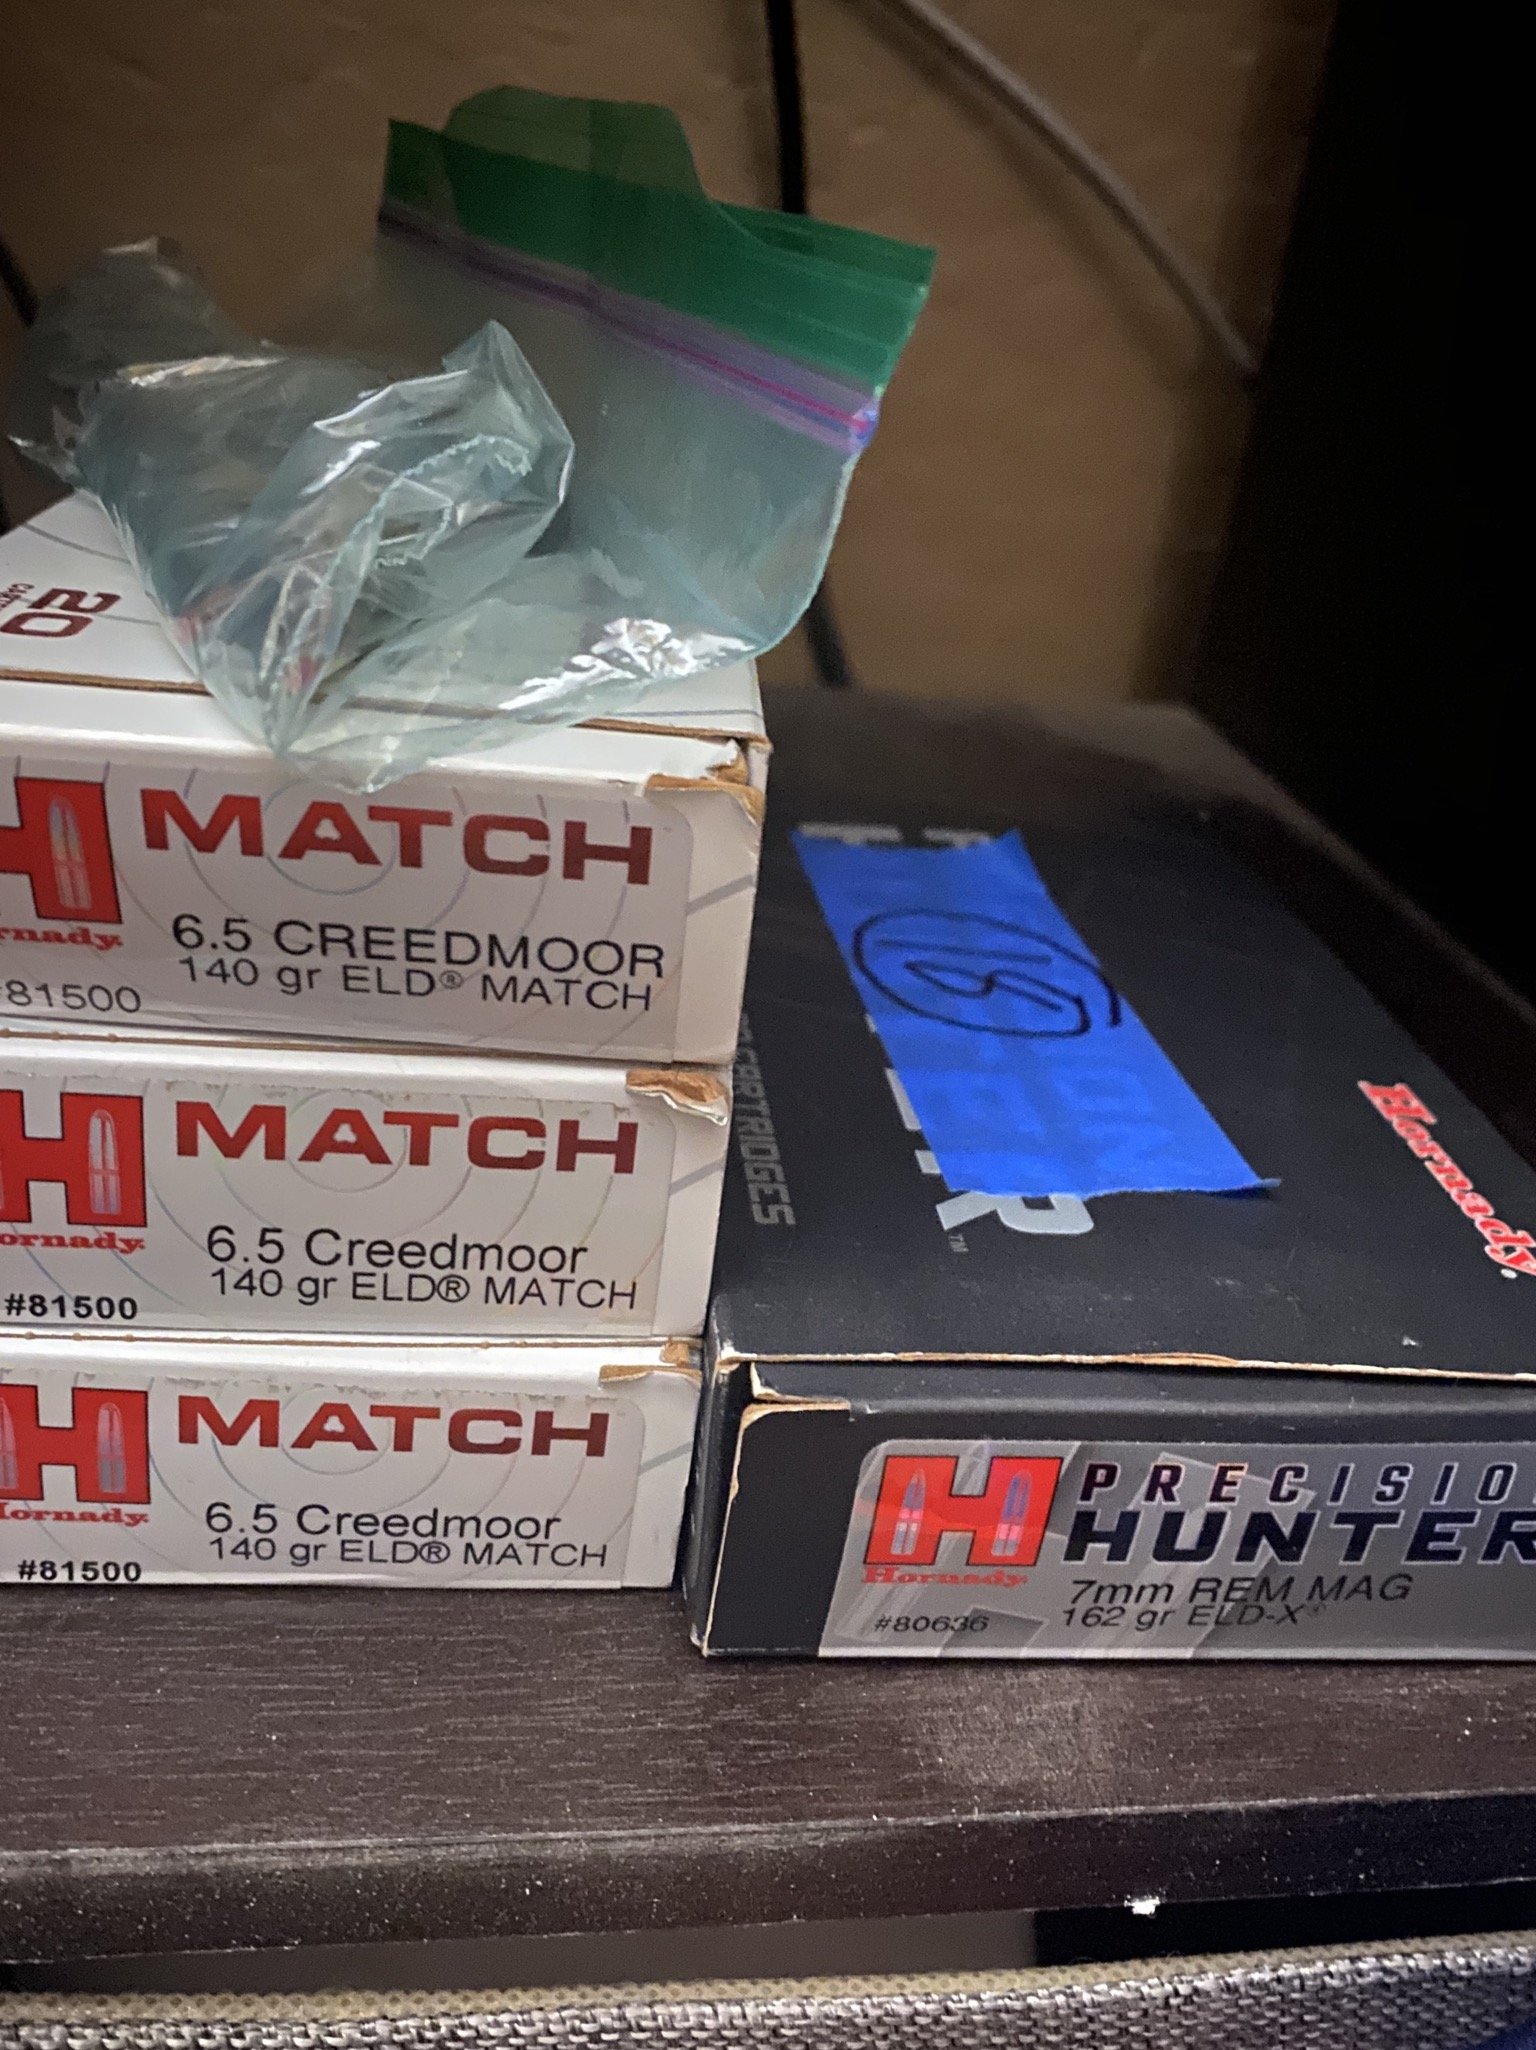 20
MATCH
6.5 CREEDMOOR
140 gr ELD® MATCH
#81500
MATCH
6.5 Creedmoor
140 gr ELD® MATCH
#81500
MATCH
Hornady.
6.5 Creedmoor
140 gr ELD® MATCH
#81500
15
CARTRIDGES
Hornady.
H PRECISIO
HUNTER
Hornady.
7mm REM MAG
#80636
162 gr ELD-X®